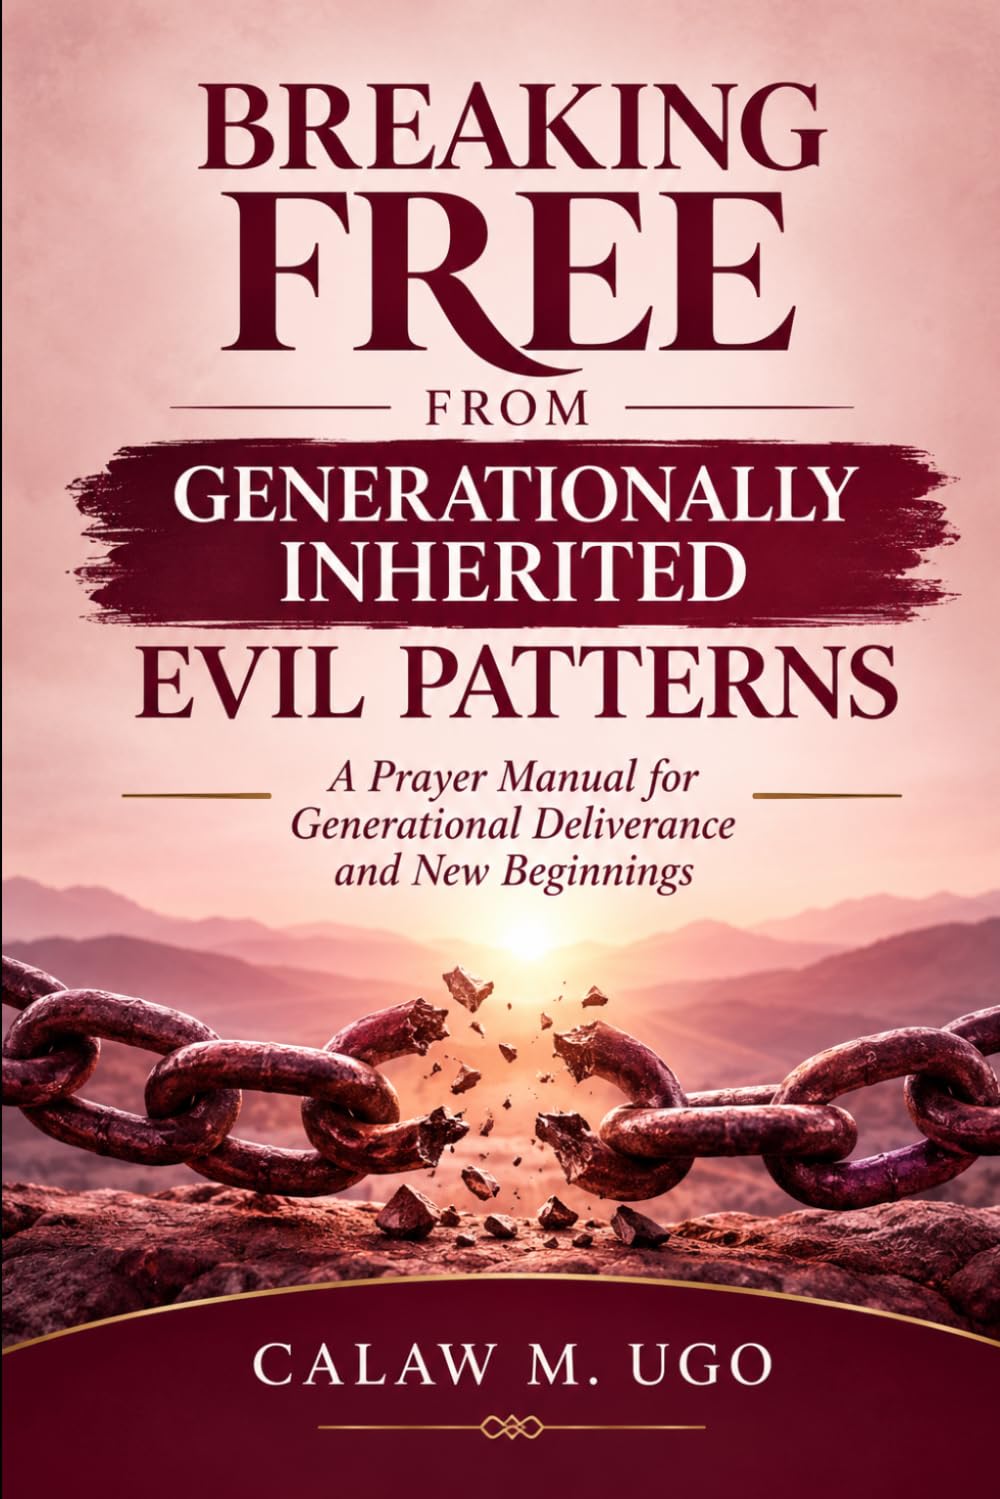 BREAKING
FREE
FROM
GENERATIONALLY
INHERITED
EVIL PATTERNS
A Prayer Manual for
Generational Deliverance
and New Beginnings
CALAW M. UGO